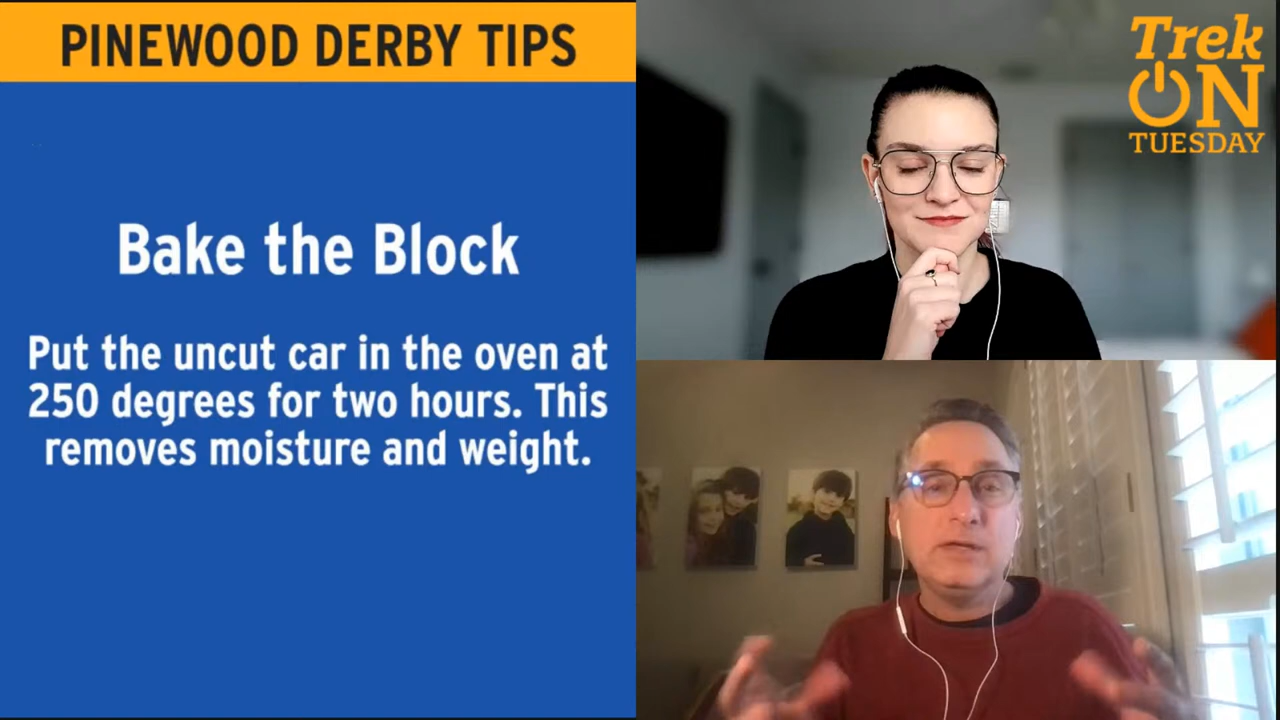 PINEWOOD DERBY TIPS
Bake the Block
Put the uncut car in the oven at
250 degrees for two hours. This
removes moisture and weight.
Trek
ON
TUESDAY